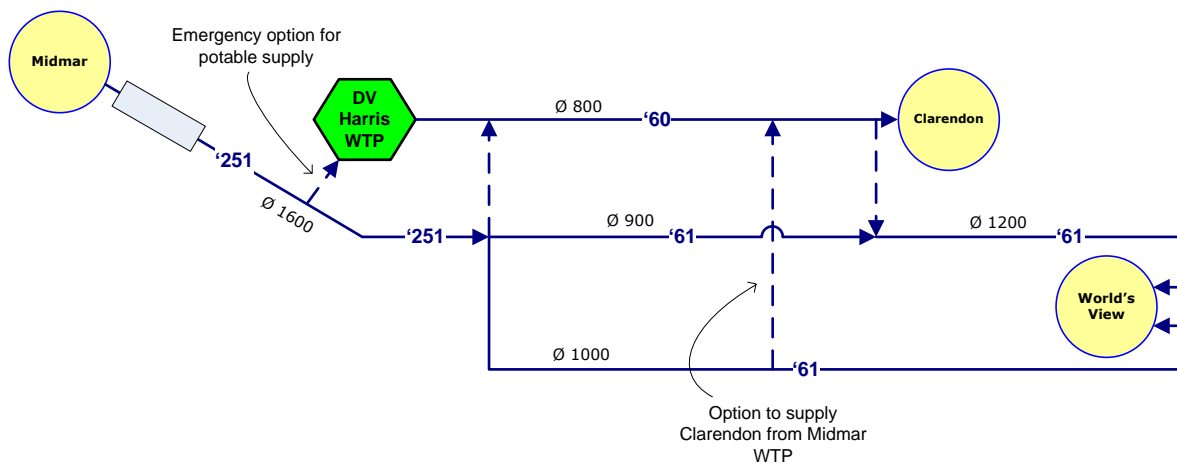 Emergency option for
potable supply
Midmar
DV
Harris
WTP
Ø 800
‘60
Clarendon
‘251
Ø 1600
‘251
Ø 900
‘61
Ø 1200
‘61
World’s
View
Ø 1000
‘61
Option to supply
Clarendon from Midmar
WTP